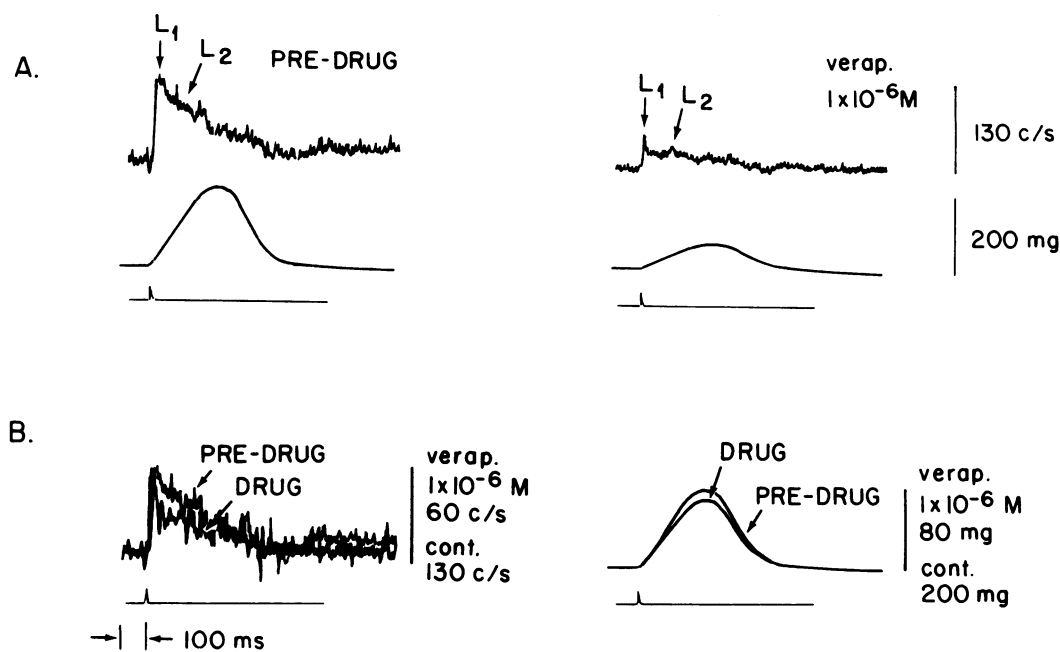 A.
L1
L2
PRE-DRUG
L1
L2
verap.
1x10-6M
130 c/s
200 mg
B.
PRE-DRUG
DRUG
verap.
1x10-6 M
60 c/s
cont.
130 c/s
DRUG
PRE-DRUG
verap.
1x10-6 M
80 mg
cont.
200 mg
100 ms